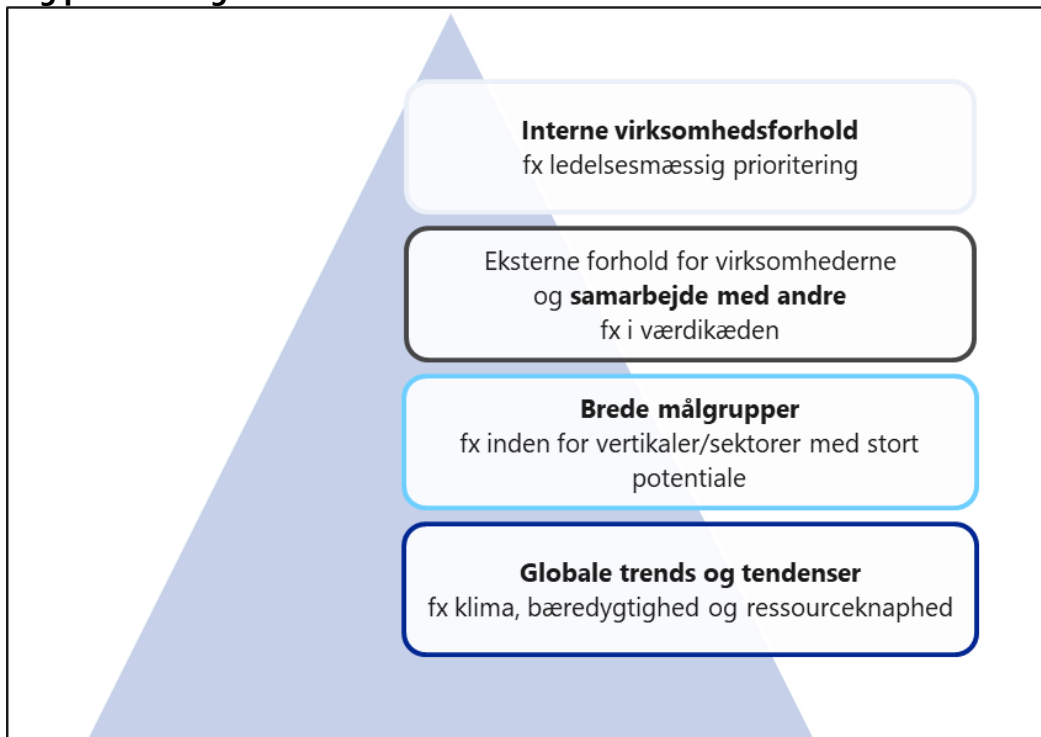 Interne virksomhedsforhold
fx ledelsesmæssig prioritering
Eksterne forhold for virksomhederne
og samarbejde med andre
fx i værdikæden
Brede målgrupper
fx inden for vertikaler/sektorer med stort
potentiale
Globale trends og tendenser
fx klima, bæredygtighed og ressourceknaphed